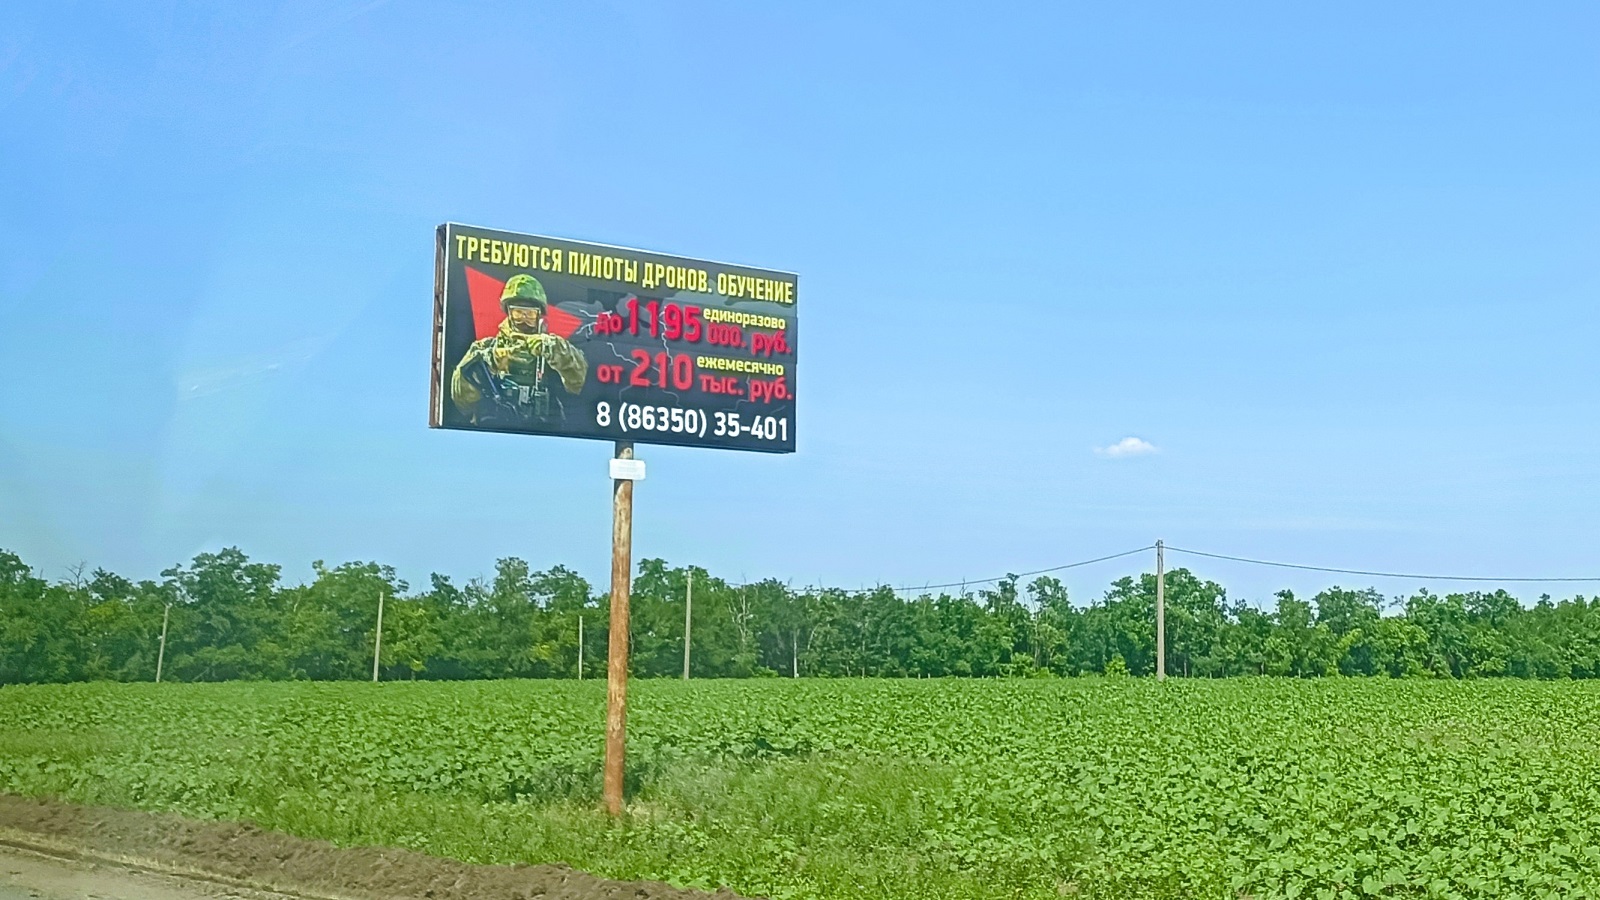 ТРЕБУЮТСЯ ПИЛОТЫ ДРОНОВ. ОБУЧЕНИЕ
до 1195 единоразово
000. руб.
от 210 ежемесячно
тыс. руб.
8 (86350) 35-401